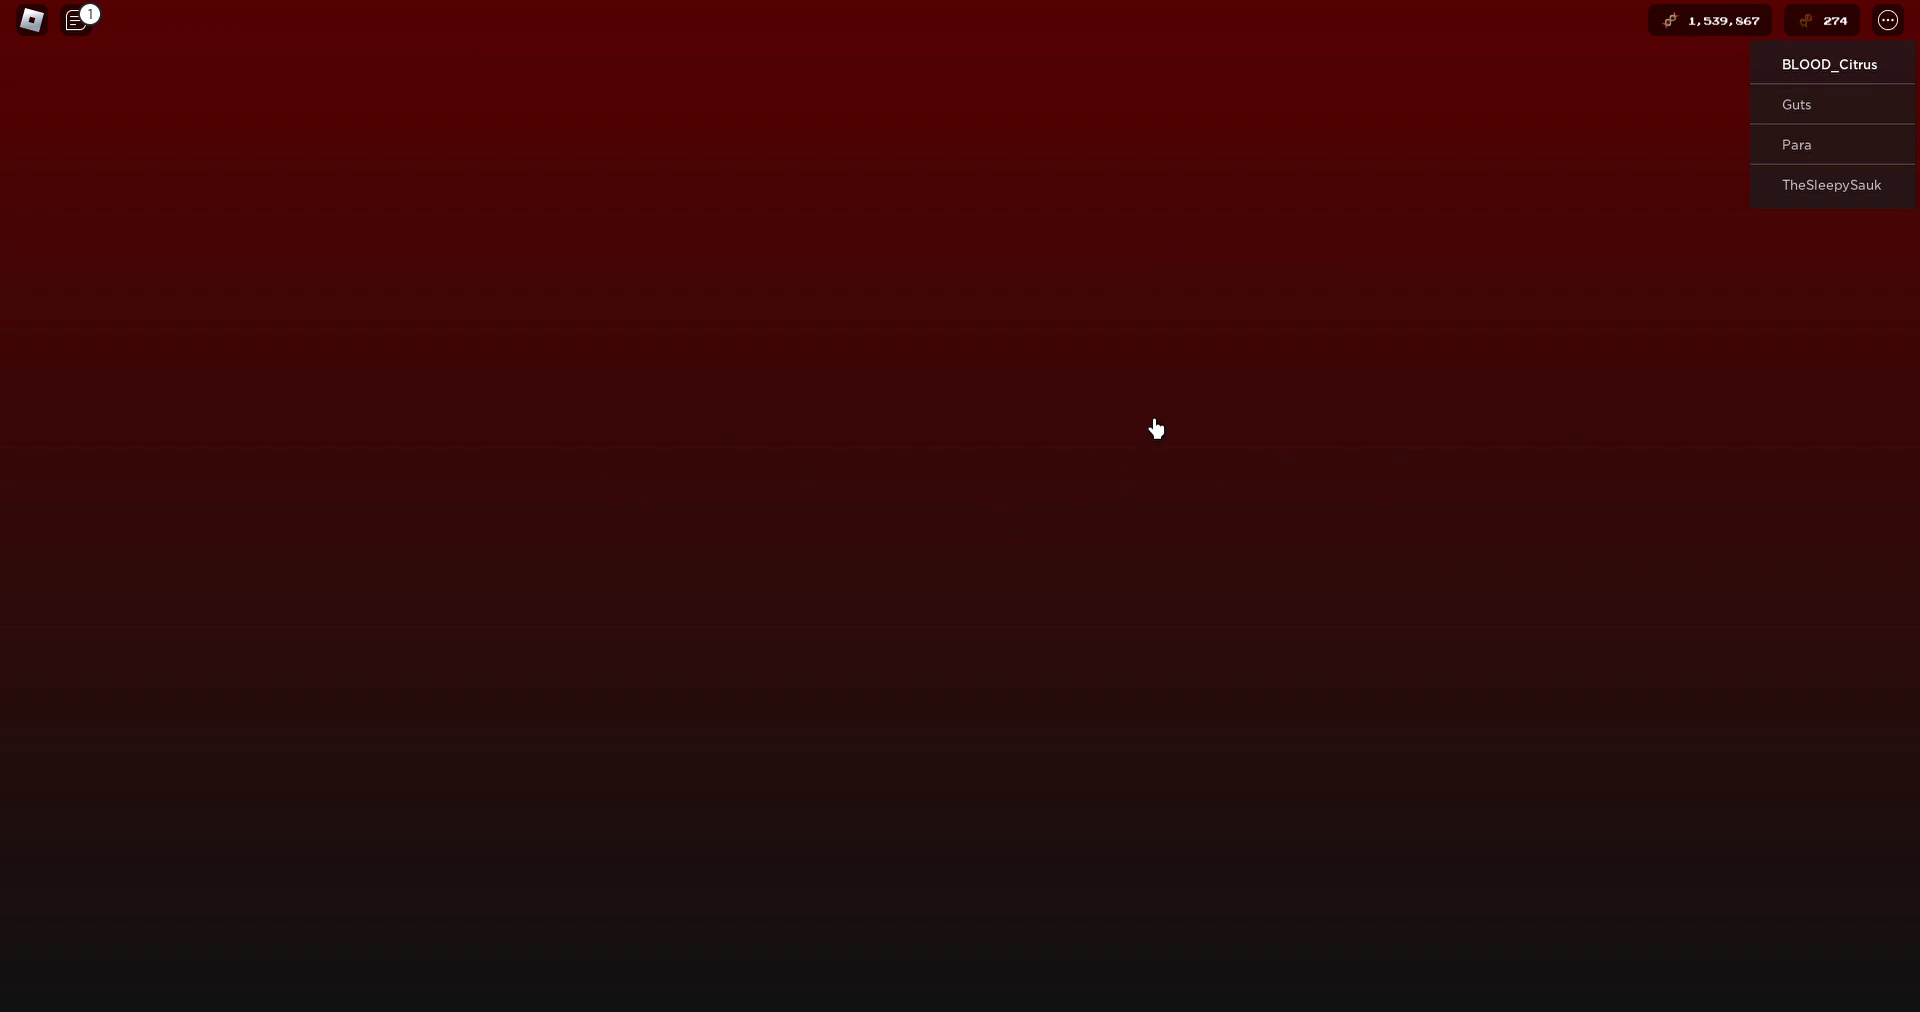 1
1,539,867
274
BLOOD_Citrus
Guts
Para
TheSleepySauk